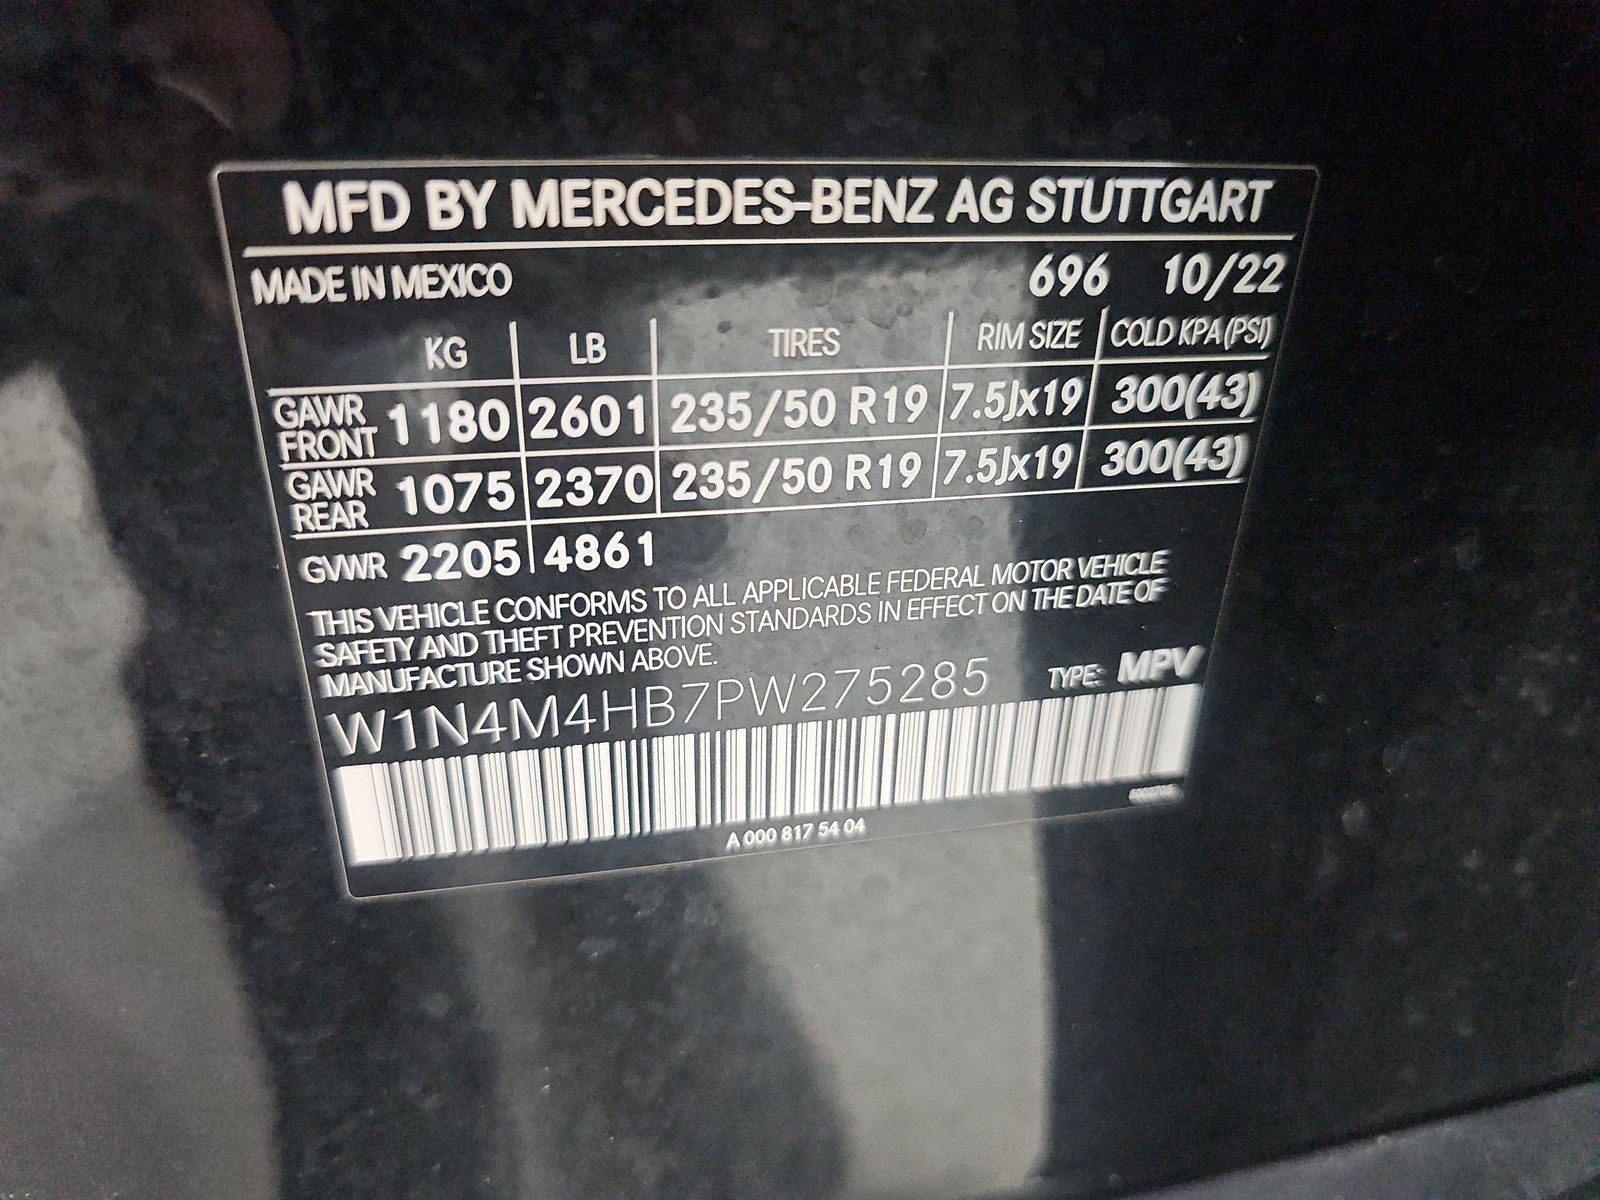 MFD BY MERCEDES-BENZ AG STUTTGART
MADE IN MEXICO 696 10/22
KG LB TIRES RIM SIZE COLD KPA(PSI)
GAWR FRONT 1180 2601 235/50 R19 7.5Jx19 300(43)
GAWR REAR 1075 2370 235/50 R19 7.5Jx19 300(43)
GVWR 2205 4861
THIS VEHICLE CONFORMS TO ALL APPLICABLE FEDERAL MOTOR VEHICLE
SAFETY AND THEFT PREVENTION STANDARDS IN EFFECT ON THE DATE OF
MANUFACTURE SHOWN ABOVE.
W1N4M4HB7PW275285 TYPE: MPV
A 000 817 54 04